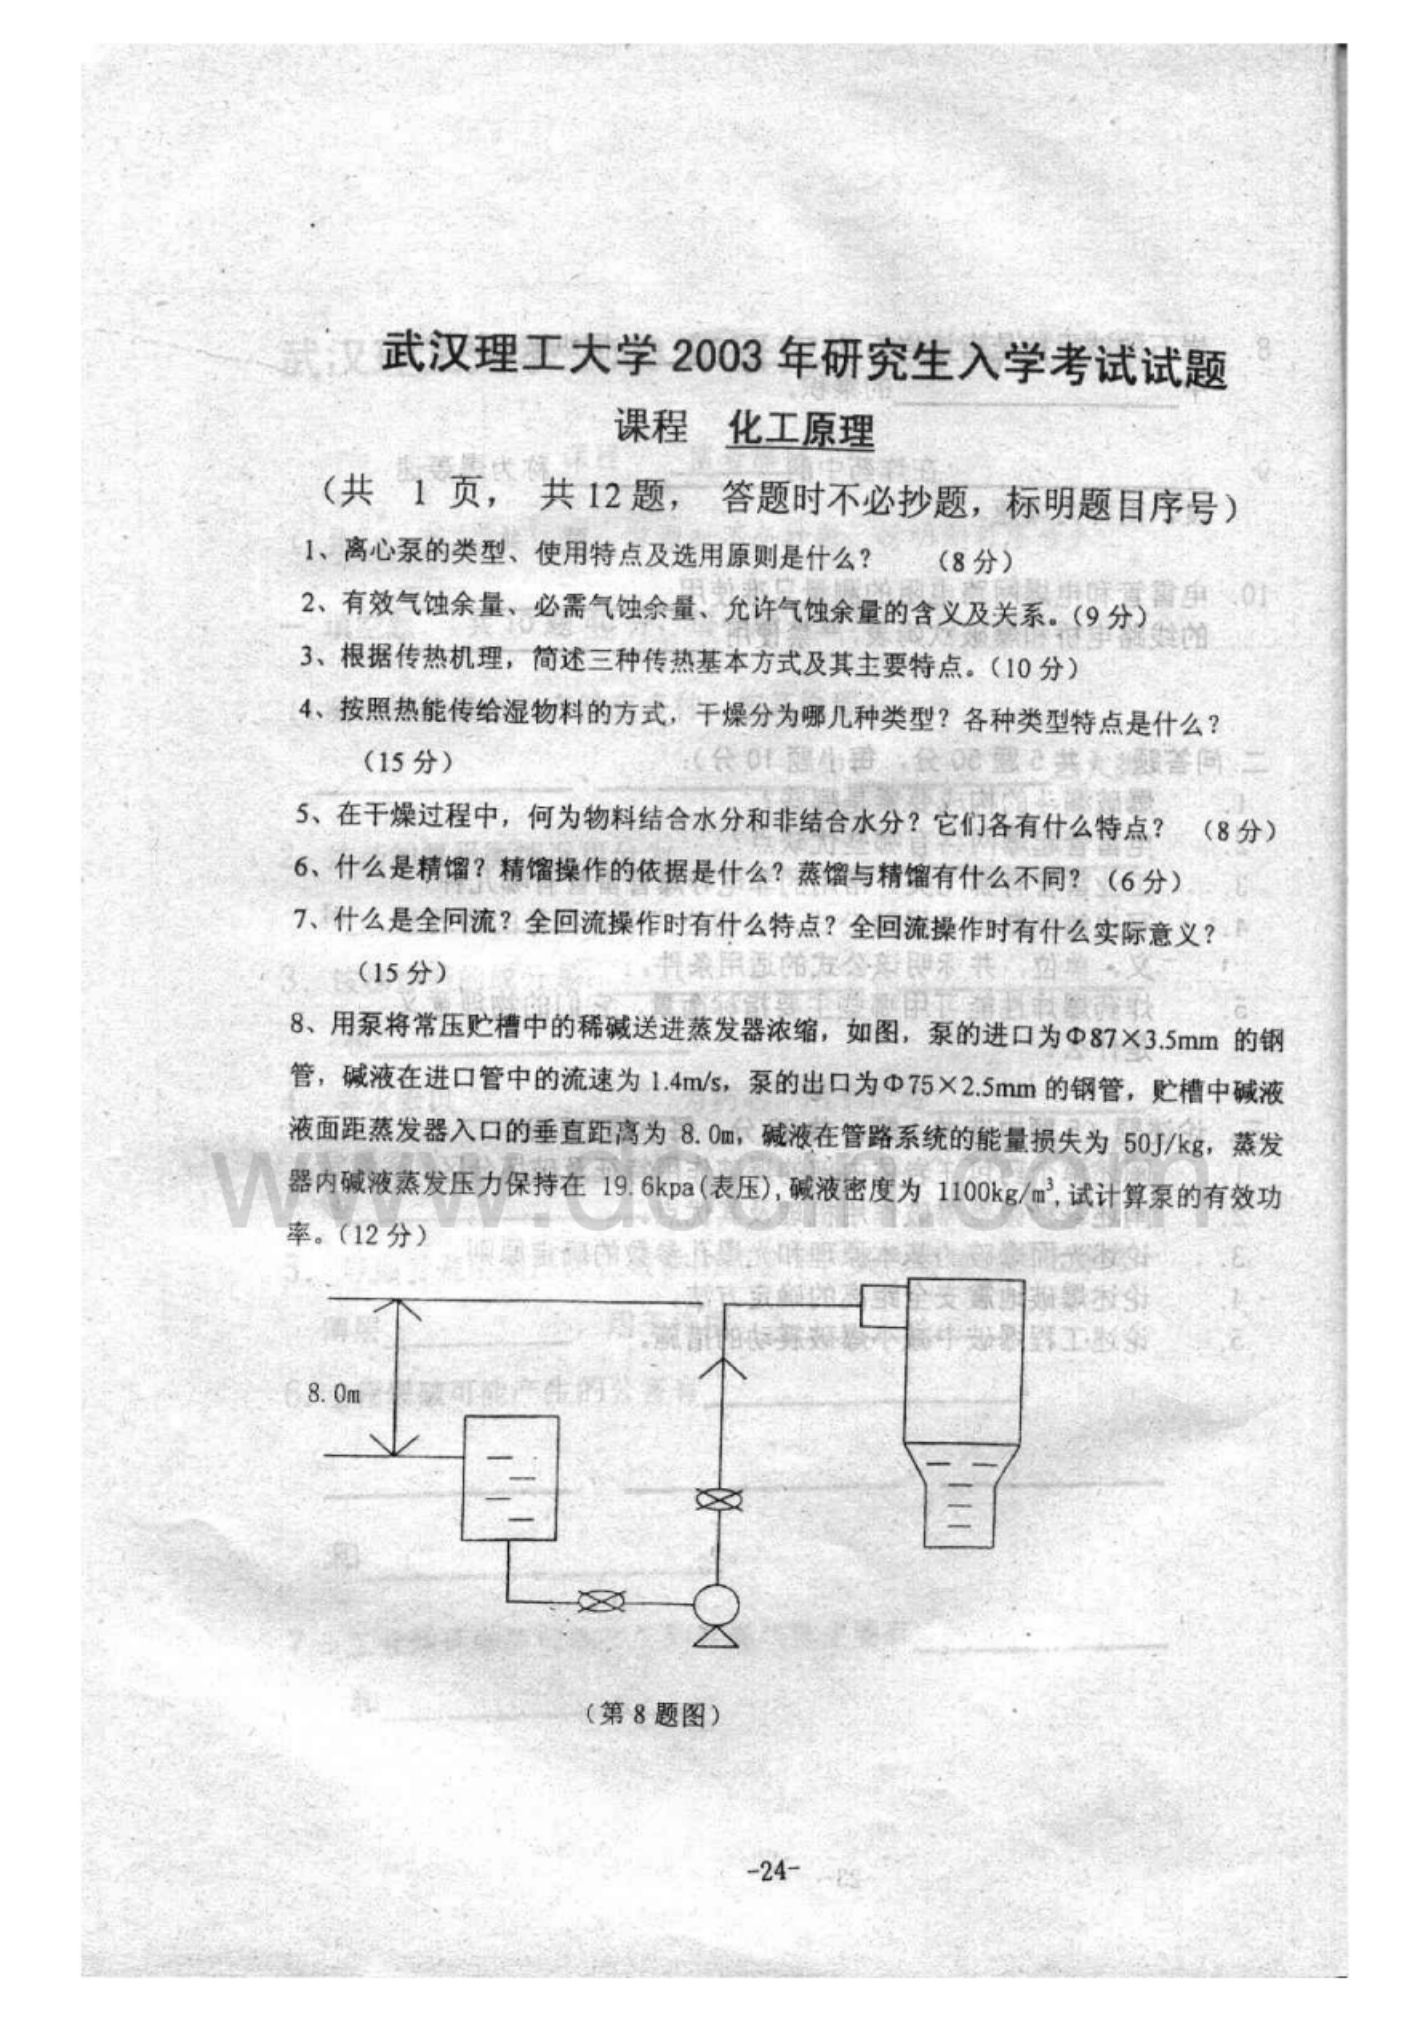 武汉理工大学 2003 年研究生入学考试试题
课程 化工原理
（共 1 页， 共 12 题， 答题时不必抄题，标明题目序号）
1、离心泵的类型、使用特点及选用原则是什么？ （8 分）
2、有效气蚀余量、必需气蚀余量、允许气蚀余量的含义及关系。（9 分）
3、根据传热机理，简述三种传热基本方式及其主要特点。（10 分）
4、按照热能传给湿物料的方式，干燥分为哪几种类型？各种类型特点是什么？
（15 分）
5、在干燥过程中，何为物料结合水分和非结合水分？它们各有什么特点？ （8 分）
6、什么是精馏？精馏操作的依据是什么？蒸馏与精馏有什么不同？（6 分）
7、什么是全回流？全回流操作时有什么特点？全回流操作时有什么实际意义？
（15 分）
8、用泵将常压贮槽中的稀碱送进蒸发器浓缩，如图，泵的进口为Φ87×3.5mm 的钢
管，碱液在进口管中的流速为 1.4m/s，泵的出口为Φ75×2.5mm 的钢管，贮槽中碱液
液面距蒸发器入口的垂直距离为 8.0m，碱液在管路系统的能量损失为 50J/kg，蒸发
器内碱液蒸发压力保持在 19.6kpa(表压),碱液密度为 1100kg/m³,试计算泵的有效功
率。（12 分）
8.0m
（第 8 题图）
-24-
www.docin.com